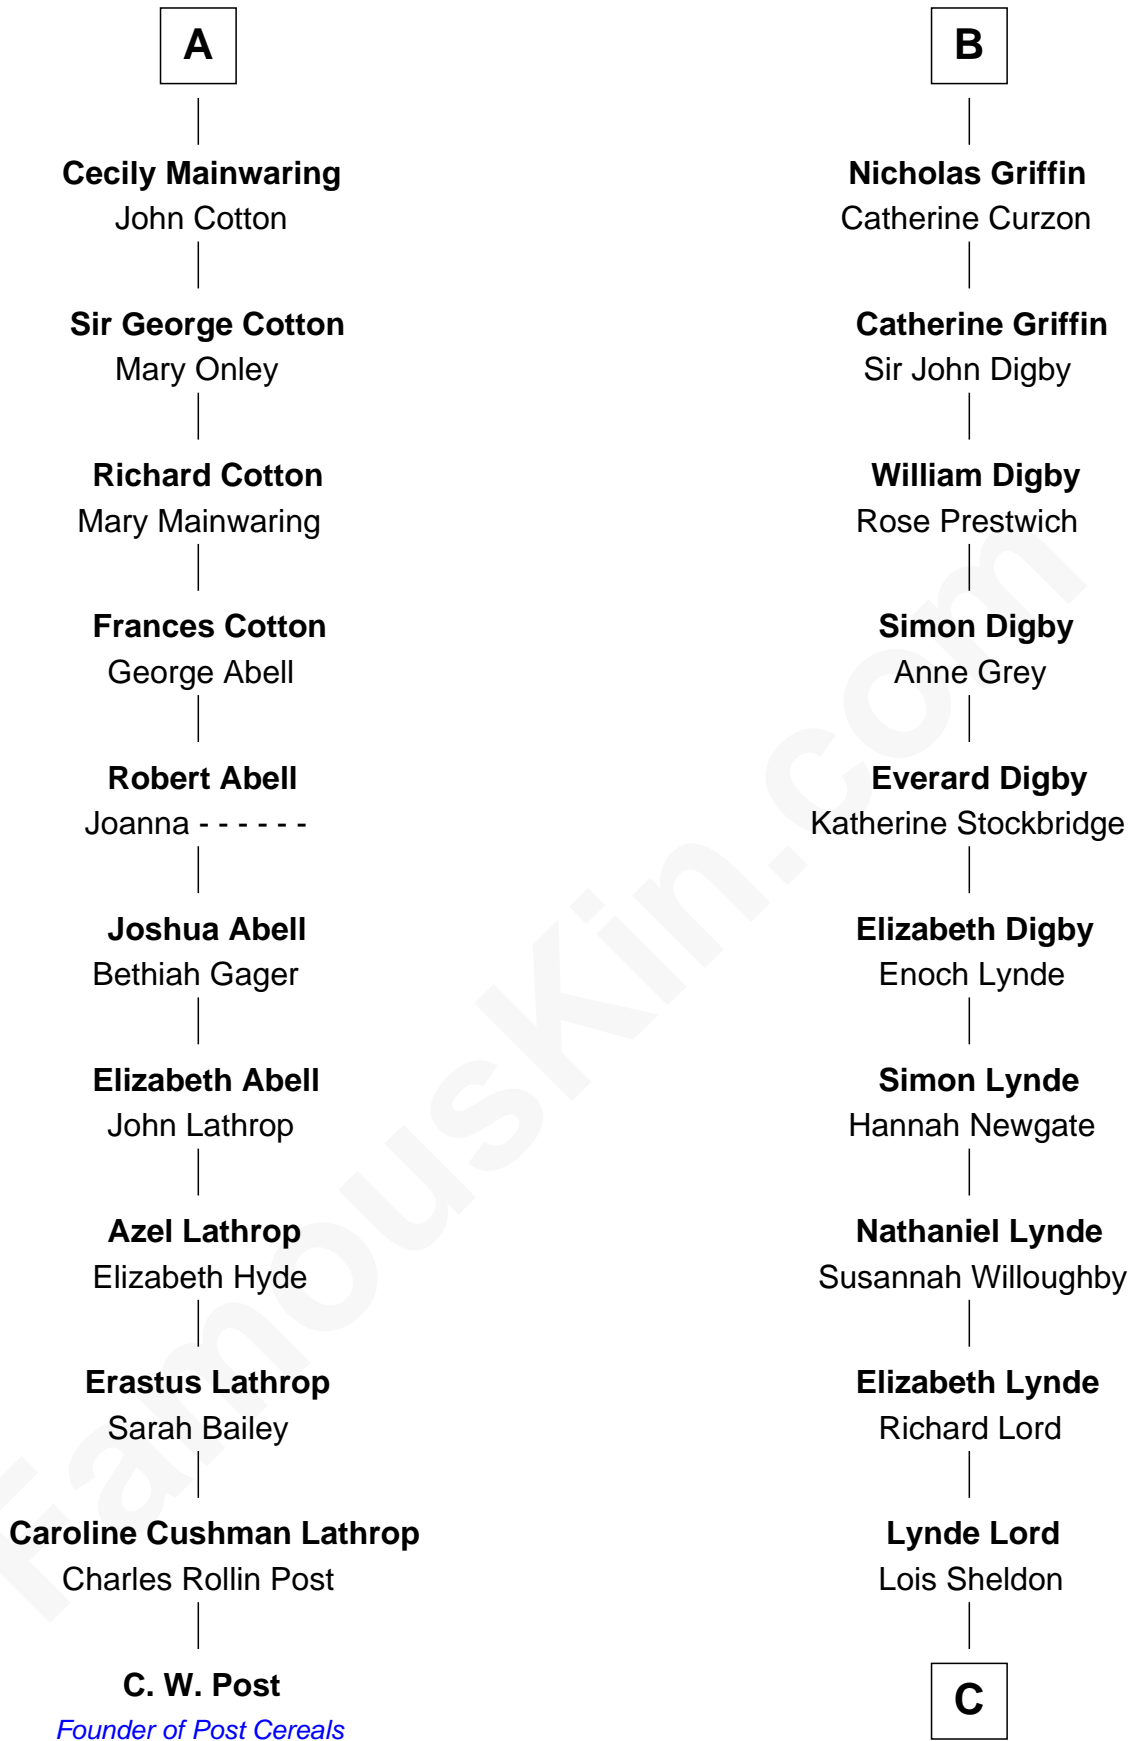 A
Cecily Mainwaring
John Cotton
Sir George Cotton
Mary Onley
Richard Cotton
Mary Mainwaring
Frances Cotton
George Abell
Robert Abell
Joanna - - - - - -
Joshua Abell
Bethiah Gager
Elizabeth Abell
John Lathrop
Azel Lathrop
Elizabeth Hyde
Erastus Lathrop
Sarah Bailey
Caroline Cushman Lathrop
Charles Rollin Post
C. W. Post
Founder of Post Cereals
B
Nicholas Griffin
Catherine Curzon
Catherine Griffin
Sir John Digby
William Digby
Rose Prestwich
Simon Digby
Anne Grey
Everard Digby
Katherine Stockbridge
Elizabeth Digby
Enoch Lynde
Simon Lynde
Hannah Newgate
Nathaniel Lynde
Susannah Willoughby
Elizabeth Lynde
Richard Lord
Lynde Lord
Lois Sheldon
C
FamousKin.com